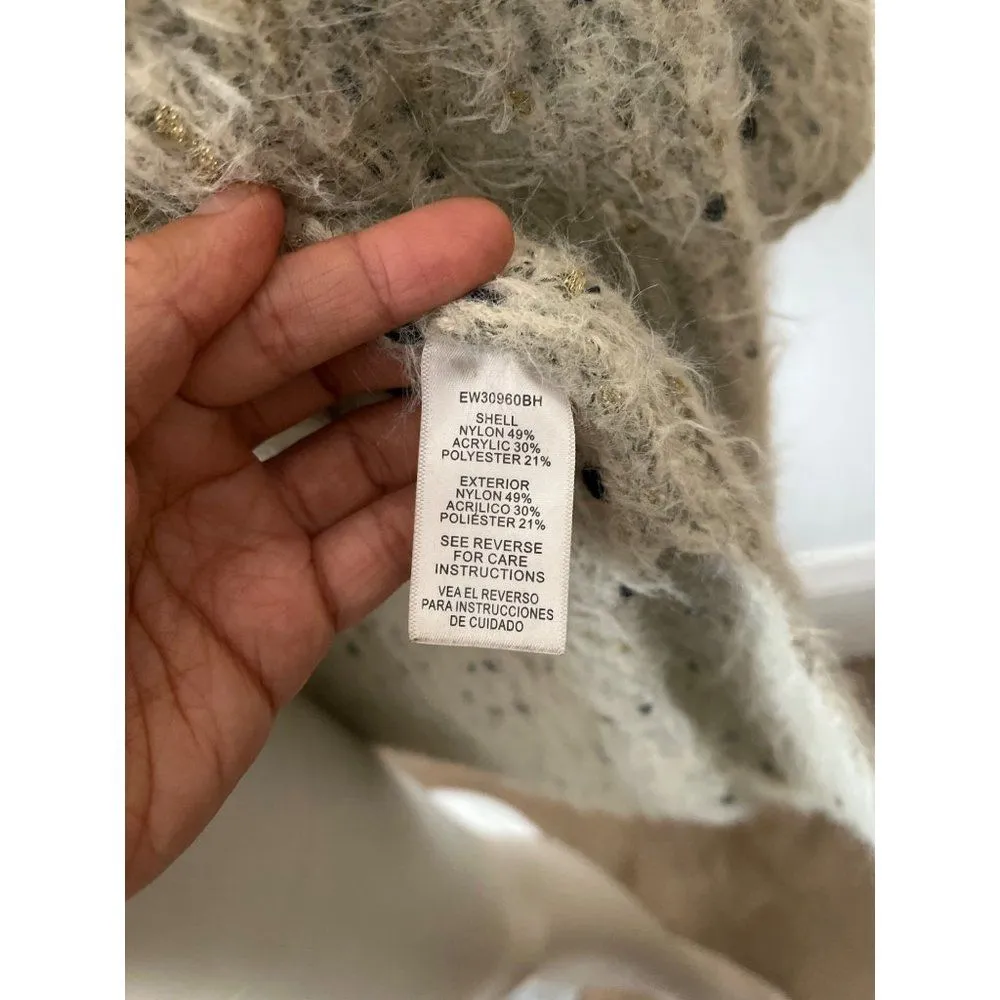 EW30960BH
SHELL
NYLON 49%
ACRYLIC 30%
POLYESTER 21%
EXTERIOR
NYLON 49%
ACRILICO 30%
POLIÉSTER 21%
SEE REVERSE
FOR CARE
INSTRUCTIONS
VEA EL REVERSO
PARA INSTRUCCIONES
DE CUIDADO